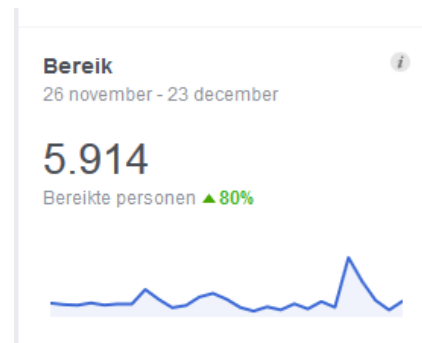 Bereik
i
26 november - 23 december
5.914
Bereikte personen ▲80%